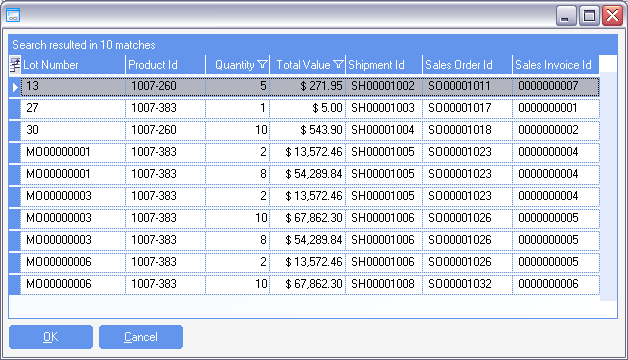 Search resulted in 10 matches
Lot Number Product Id Quantity Total Value Shipment Id Sales Order Id Sales Invoice Id
13 1007-260 5 $ 271.95 SH00001002 SO00001011 0000000007
27 1007-383 1 $ 5.00 SH00001003 SO00001017 0000000001
30 1007-260 10 $ 543.90 SH00001004 SO00001018 0000000002
MO00000001 1007-383 2 $ 13,572.46 SH00001005 SO00001023 0000000004
MO00000001 1007-383 8 $ 54,289.84 SH00001005 SO00001023 0000000004
MO00000003 1007-383 2 $ 13,572.46 SH00001005 SO00001023 0000000004
MO00000003 1007-383 10 $ 67,862.30 SH00001006 SO00001026 0000000005
MO00000003 1007-383 8 $ 54,289.84 SH00001006 SO00001026 0000000005
MO00000006 1007-383 2 $ 13,572.46 SH00001006 SO00001026 0000000005
MO00000006 1007-383 10 $ 67,862.30 SH00001008 SO00001032 0000000006
OK Cancel